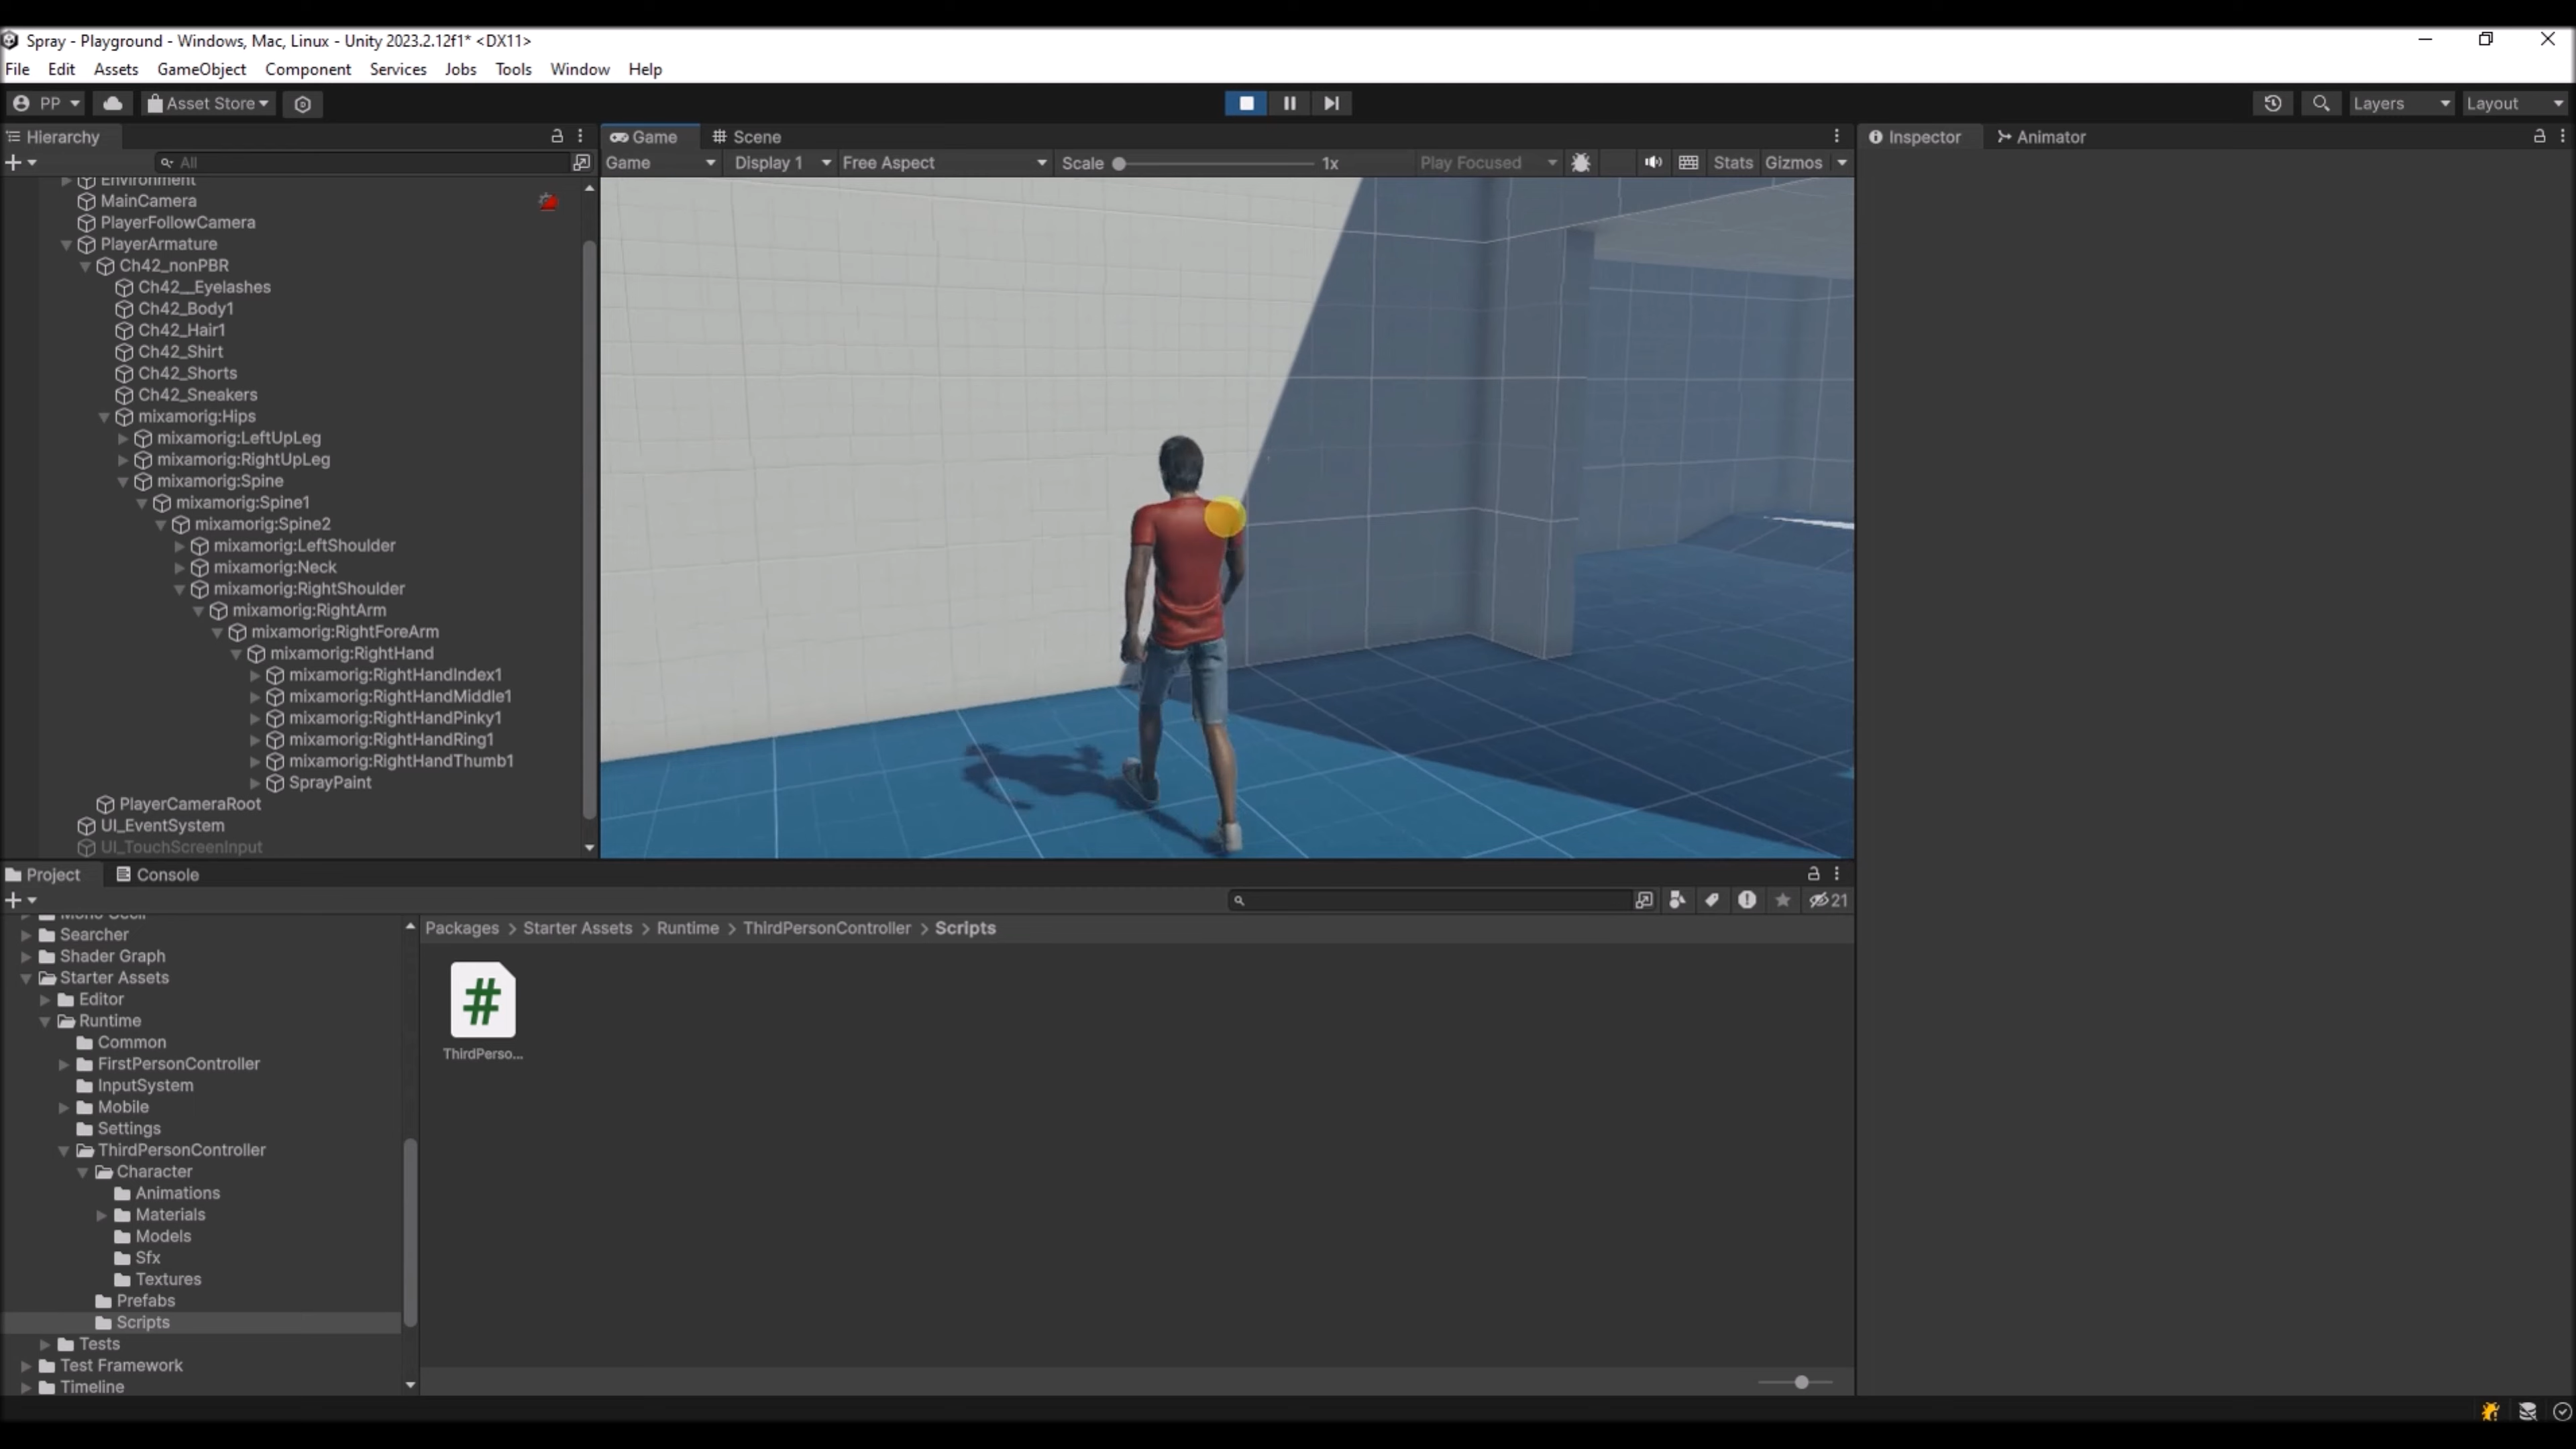 Spray - Playground - Windows, Mac, Linux - Unity 2023.2.12f1* <DX11>
File Edit Assets GameObject Component Services Jobs Tools Window Help
PP Asset Store Layers Layout
Hierarchy
All
Environment
MainCamera
PlayerFollowCamera
PlayerArmature
Ch42_nonPBR
Ch42__Eyelashes
Ch42_Body1
Ch42_Hair1
Ch42_Shirt
Ch42_Shorts
Ch42_Sneakers
mixamorig:Hips
mixamorig:LeftUpLeg
mixamorig:RightUpLeg
mixamorig:Spine
mixamorig:Spine1
mixamorig:Spine2
mixamorig:LeftShoulder
mixamorig:Neck
mixamorig:RightShoulder
mixamorig:RightArm
mixamorig:RightForeArm
mixamorig:RightHand
mixamorig:RightHandIndex1
mixamorig:RightHandMiddle1
mixamorig:RightHandPinky1
mixamorig:RightHandRing1
mixamorig:RightHandThumb1
SprayPaint
PlayerCameraRoot
UI_EventSystem
UI_TouchScreenInput
Game Scene
Game Display 1 Free Aspect Scale 1x Play Focused Stats Gizmos
Inspector Animator
Project Console
21
Searcher
Shader Graph
Starter Assets
Editor
Runtime
Common
FirstPersonController
InputSystem
Mobile
Settings
ThirdPersonController
Character
Animations
Materials
Models
Sfx
Textures
Prefabs
Scripts
Tests
Test Framework
Timeline
Packages > Starter Assets > Runtime > ThirdPersonController > Scripts
#
ThirdPerso...